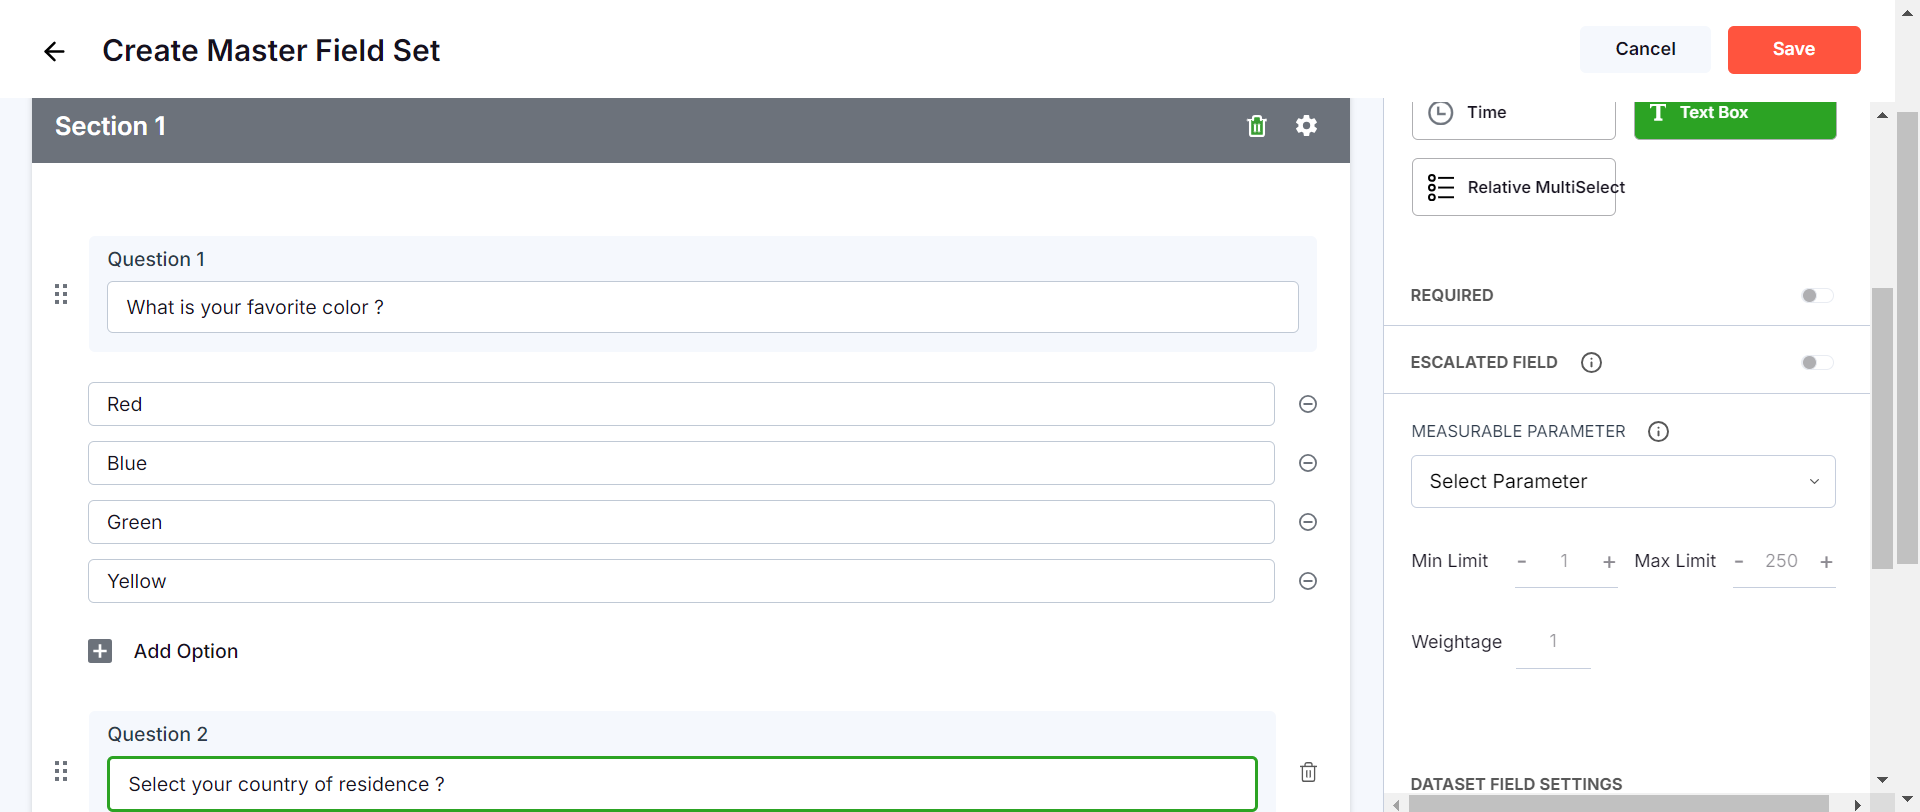 Create Master Field Set
Cancel
Save
Section 1
Question 1
What is your favorite color ?
Red
Blue
Green
Yellow
Add Option
Question 2
Select your country of residence ?
Time
Text Box
Relative MultiSelect
REQUIRED
ESCALATED FIELD
MEASURABLE PARAMETER
Select Parameter
Min Limit - 1 + Max Limit - 250 +
Weightage 1
DATASET FIELD SETTINGS